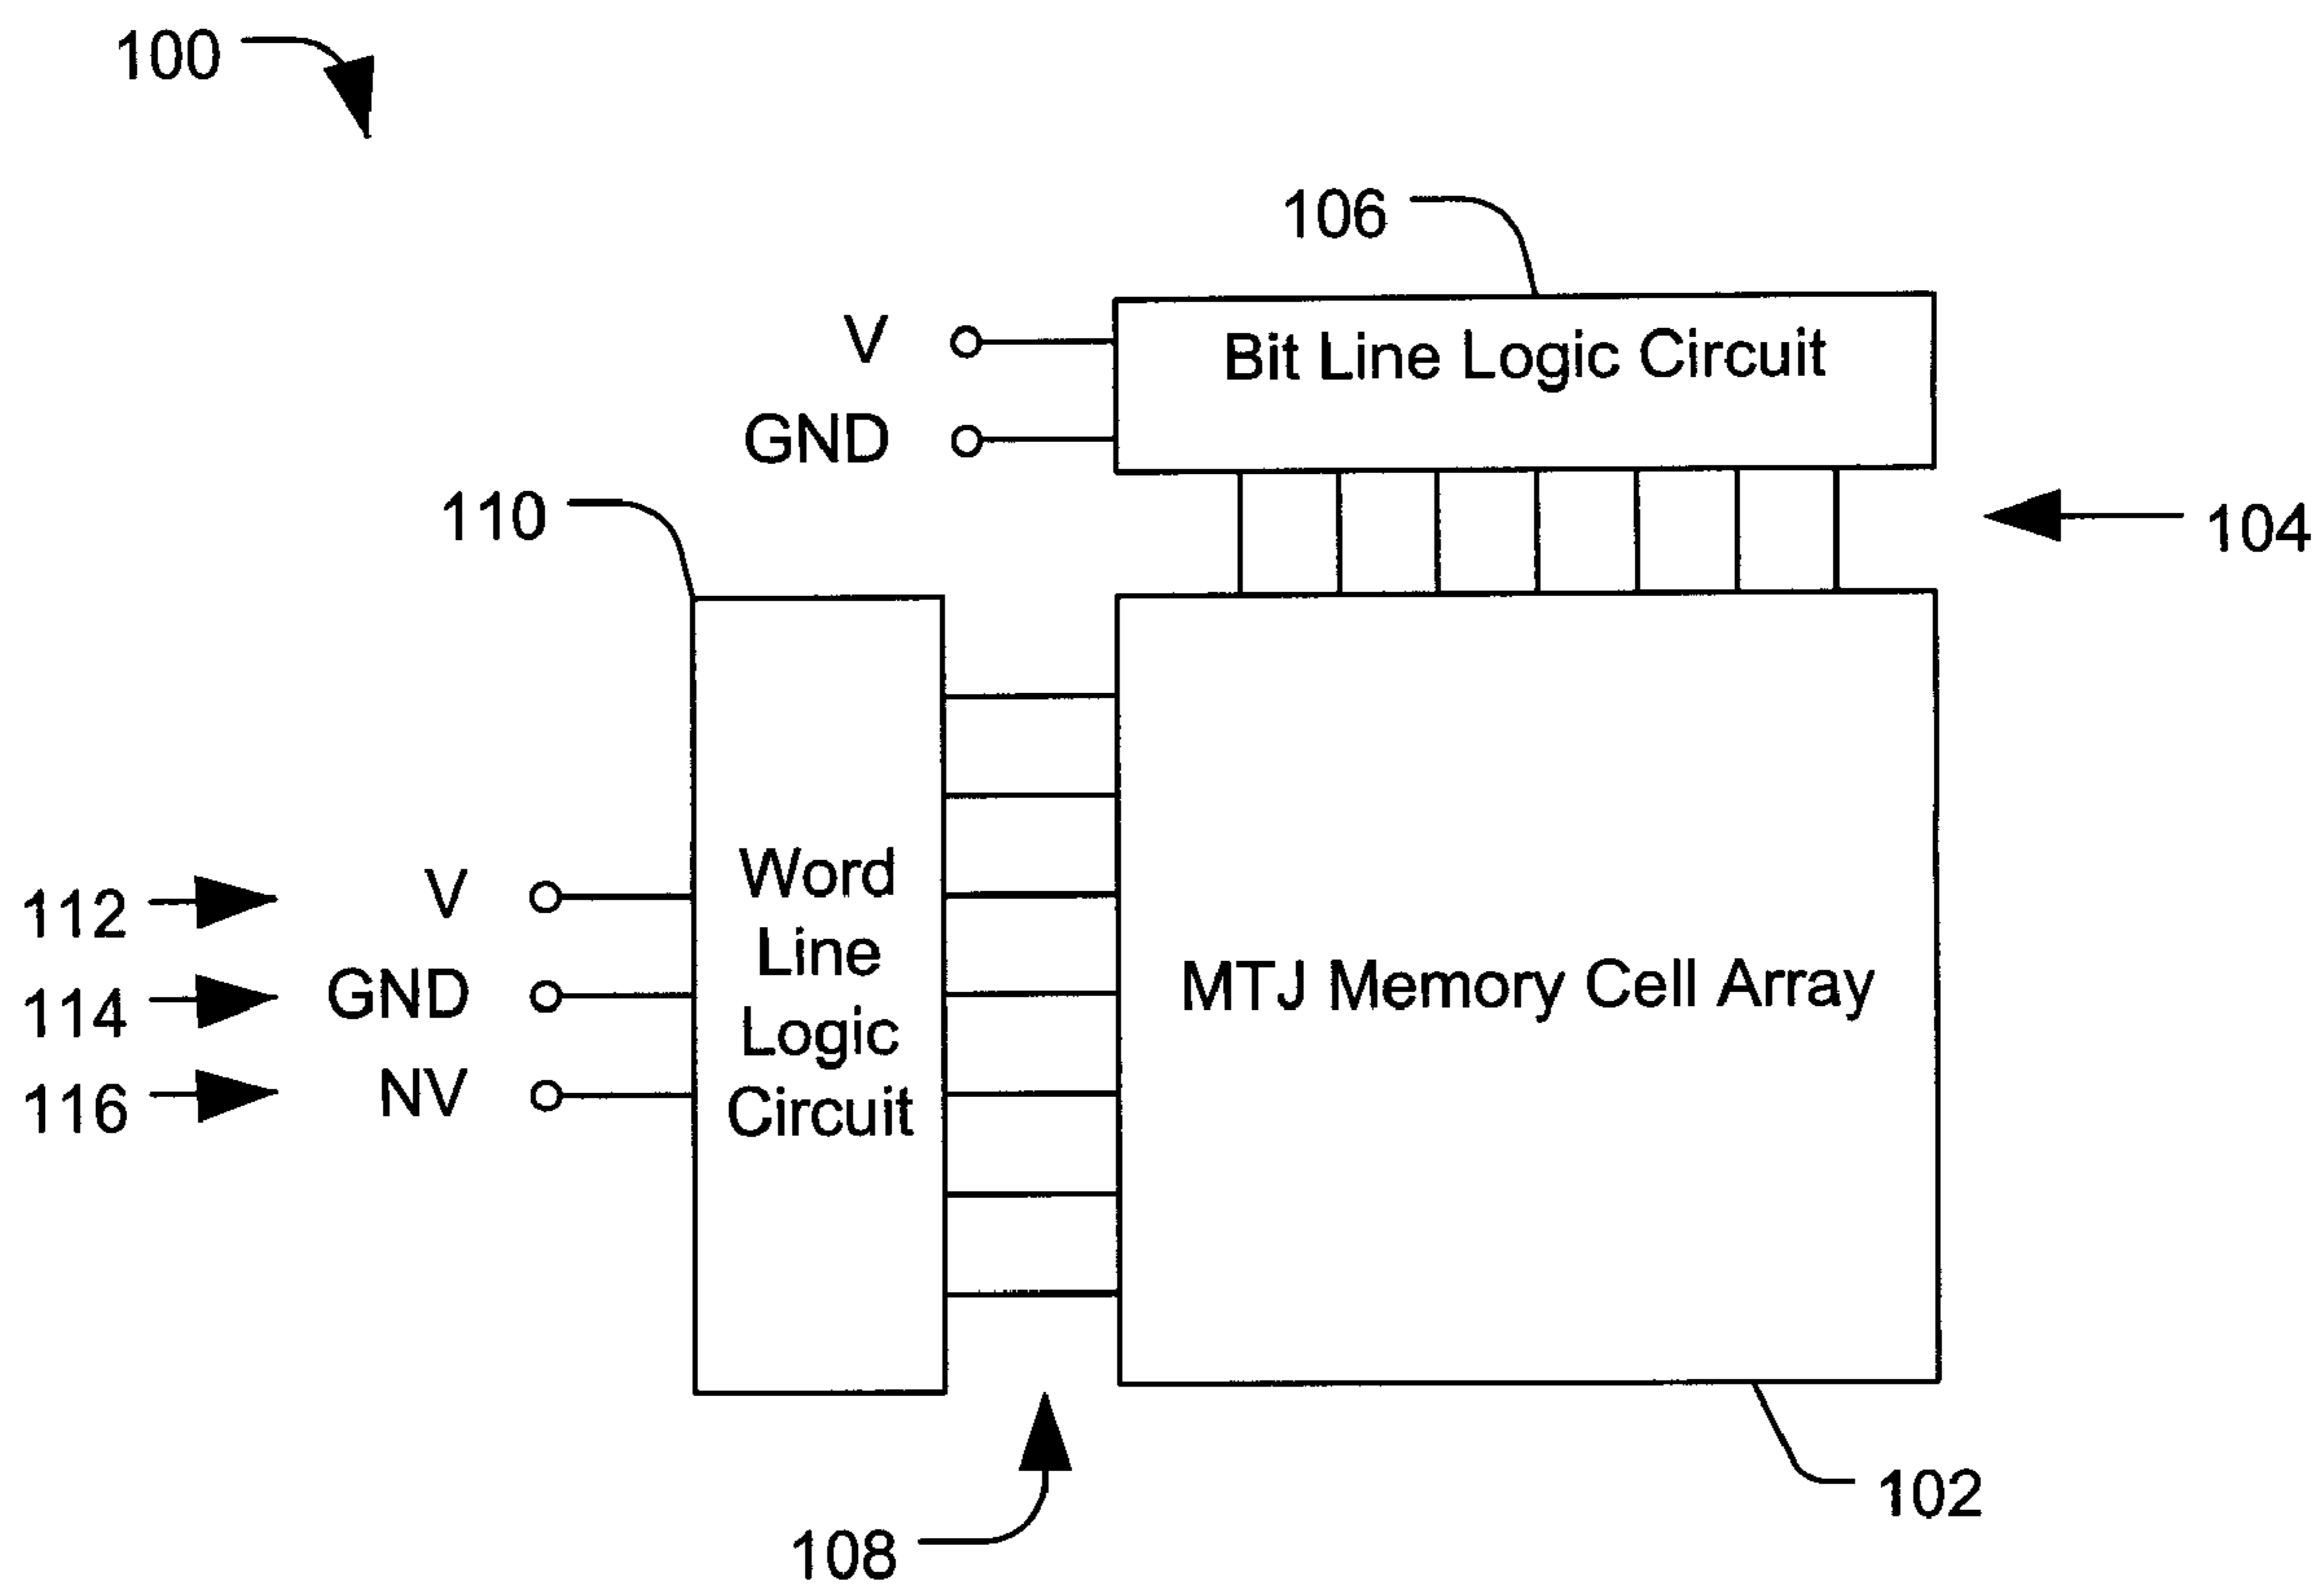 100
106
V
Bit Line Logic Circuit
GND
110
104
Word
Line
Logic
Circuit
MTJ Memory Cell Array
112
V
114
GND
116
NV
102
108